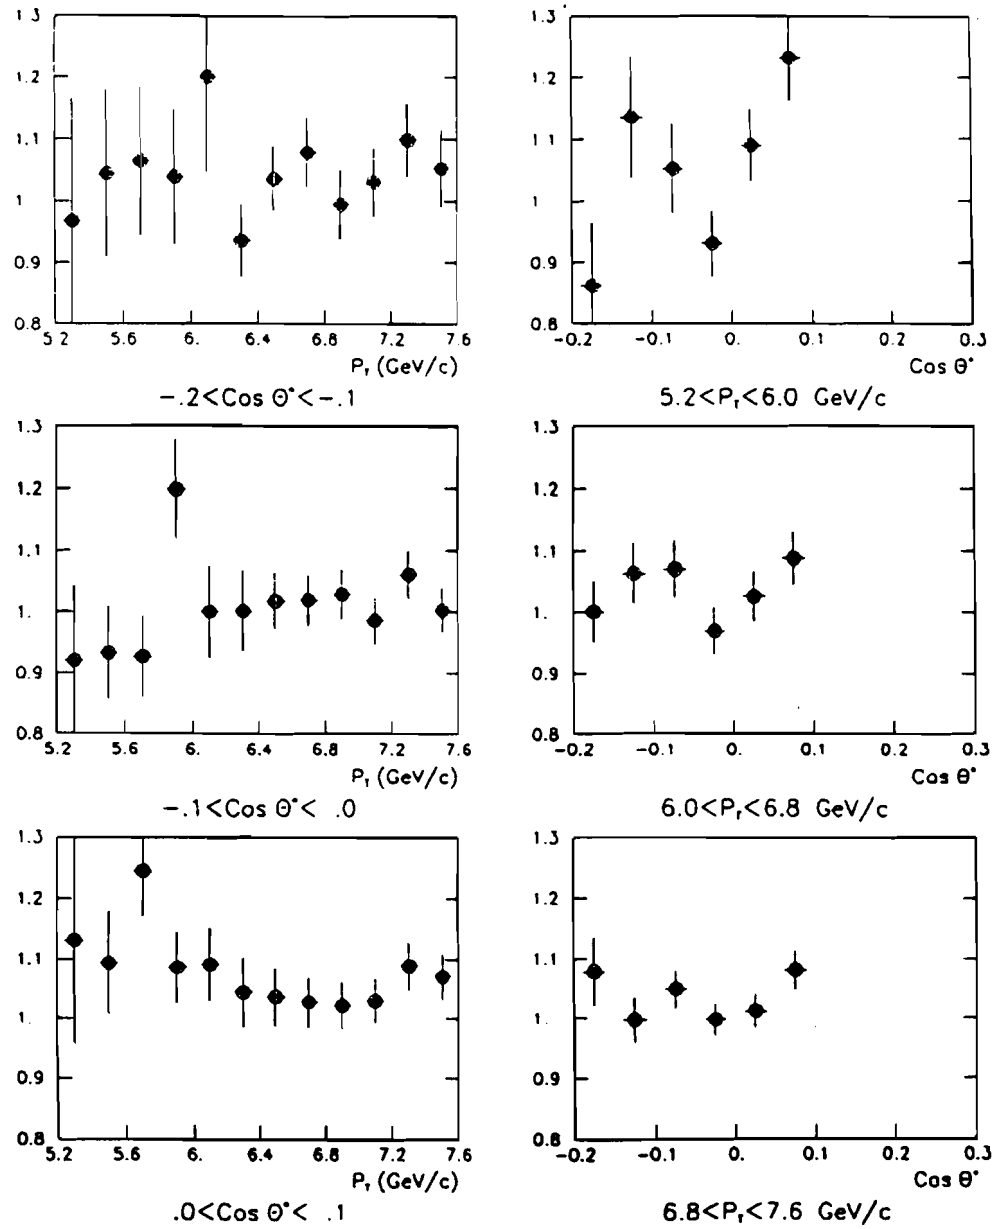 1.3
1.2
1.1
1
0.9
0.8
5.2 5.6 6. 6.4 6.8 7.2 7.6
P_T (GeV/c)
-.2<Cos Θ*<-.1
1.3
1.2
1.1
1
0.9
0.8
-0.2 -0.1 0. 0.1 0.2 0.3
Cos Θ*
5.2<P_T<6.0 GeV/c
1.3
1.2
1.1
1
0.9
0.8
5.2 5.6 6. 6.4 6.8 7.2 7.6
P_T (GeV/c)
-.1<Cos Θ*< .0
1.3
1.2
1.1
1.
0.9
0.8
-0.2 -0.1 0. 0.1 0.2 0.3
Cos Θ*
6.0<P_T<6.8 GeV/c
1.3
1.2
1.1
1.
0.9
0.8
5.2 5.6 6. 6.4 6.8 7.2 7.6
P_T (GeV/c)
.0<Cos Θ*< .1
1.3
1.2
1.1
1.
0.9
0.8
-0.2 -0.1 0. 0.1 0.2 0.3
Cos Θ*
6.8<P_T<7.6 GeV/c